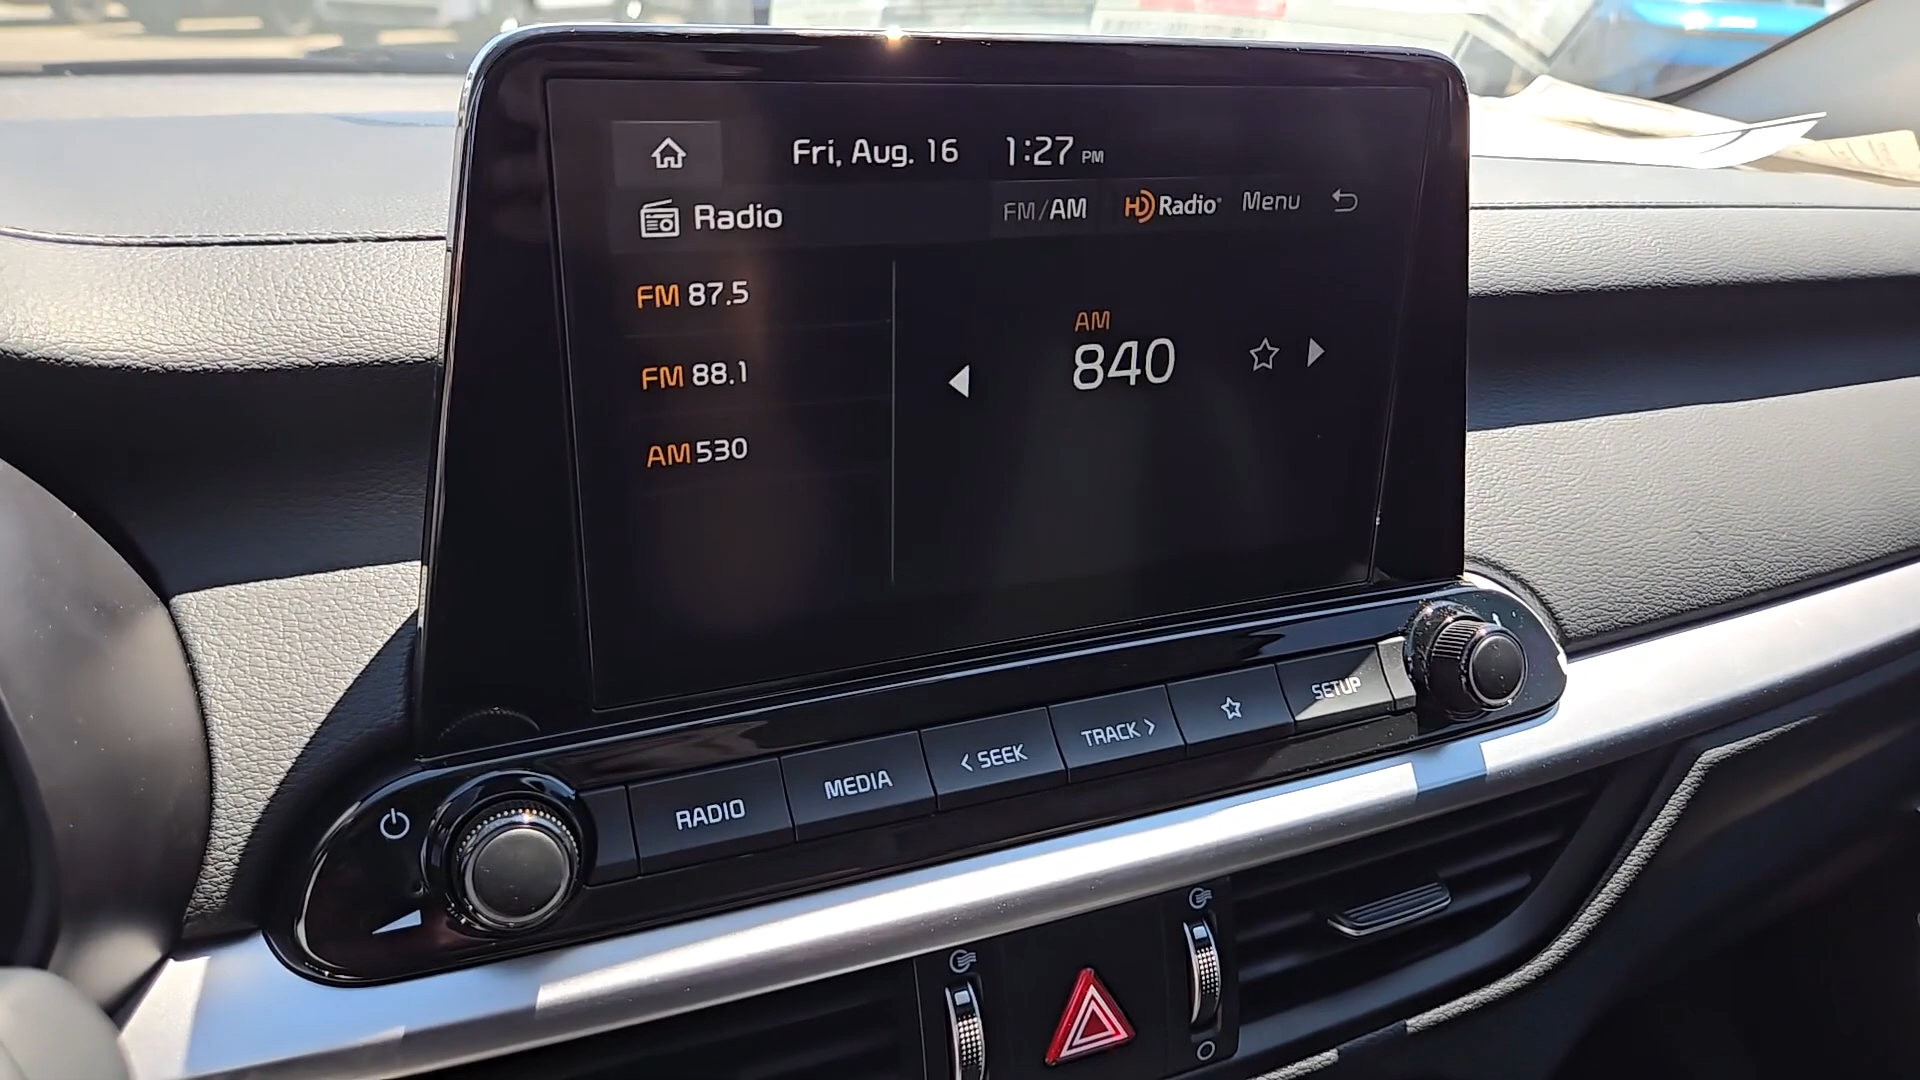 Fri, Aug. 16 1:27 PM
Radio FM/AM HD Radio Menu
FM 87.5
FM 88.1
AM 530
AM
840
RADIO MEDIA < SEEK TRACK > SETUP